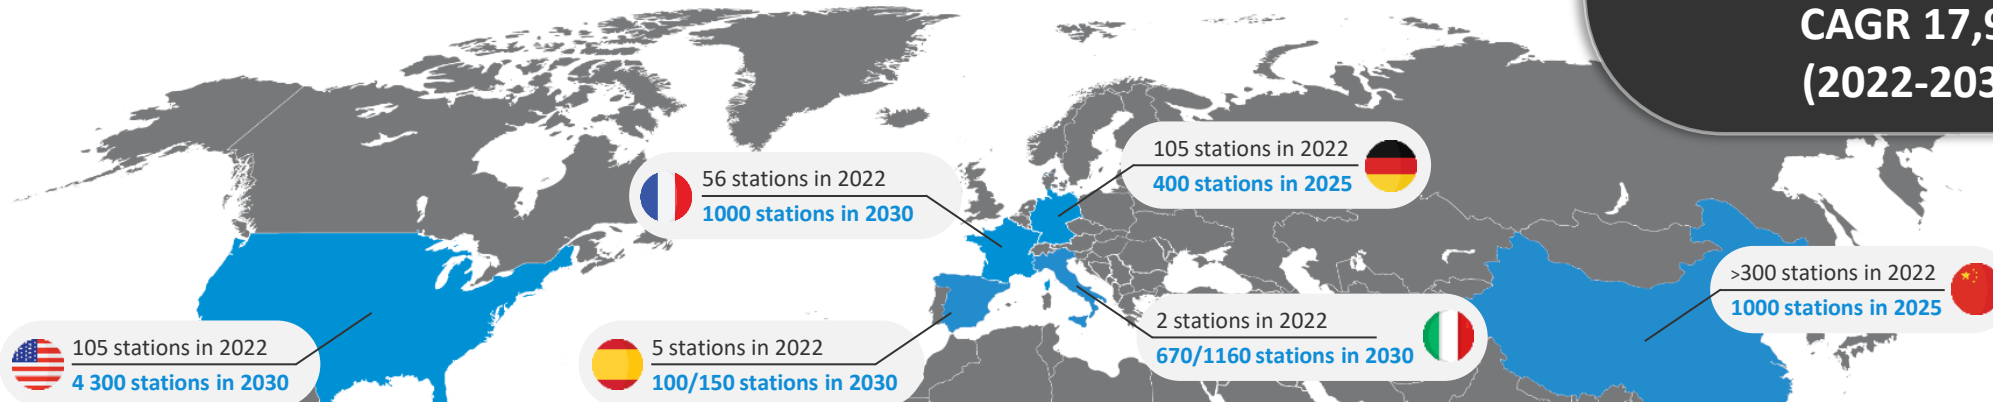 CAGR 17,9
(2022-203
105 stations in 2022
400 stations in 2025
56 stations in 2022
1000 stations in 2030
>300 stations in 2022
1000 stations in 2025
2 stations in 2022
670/1160 stations in 2030
105 stations in 2022
4 300 stations in 2030
5 stations in 2022
100/150 stations in 2030